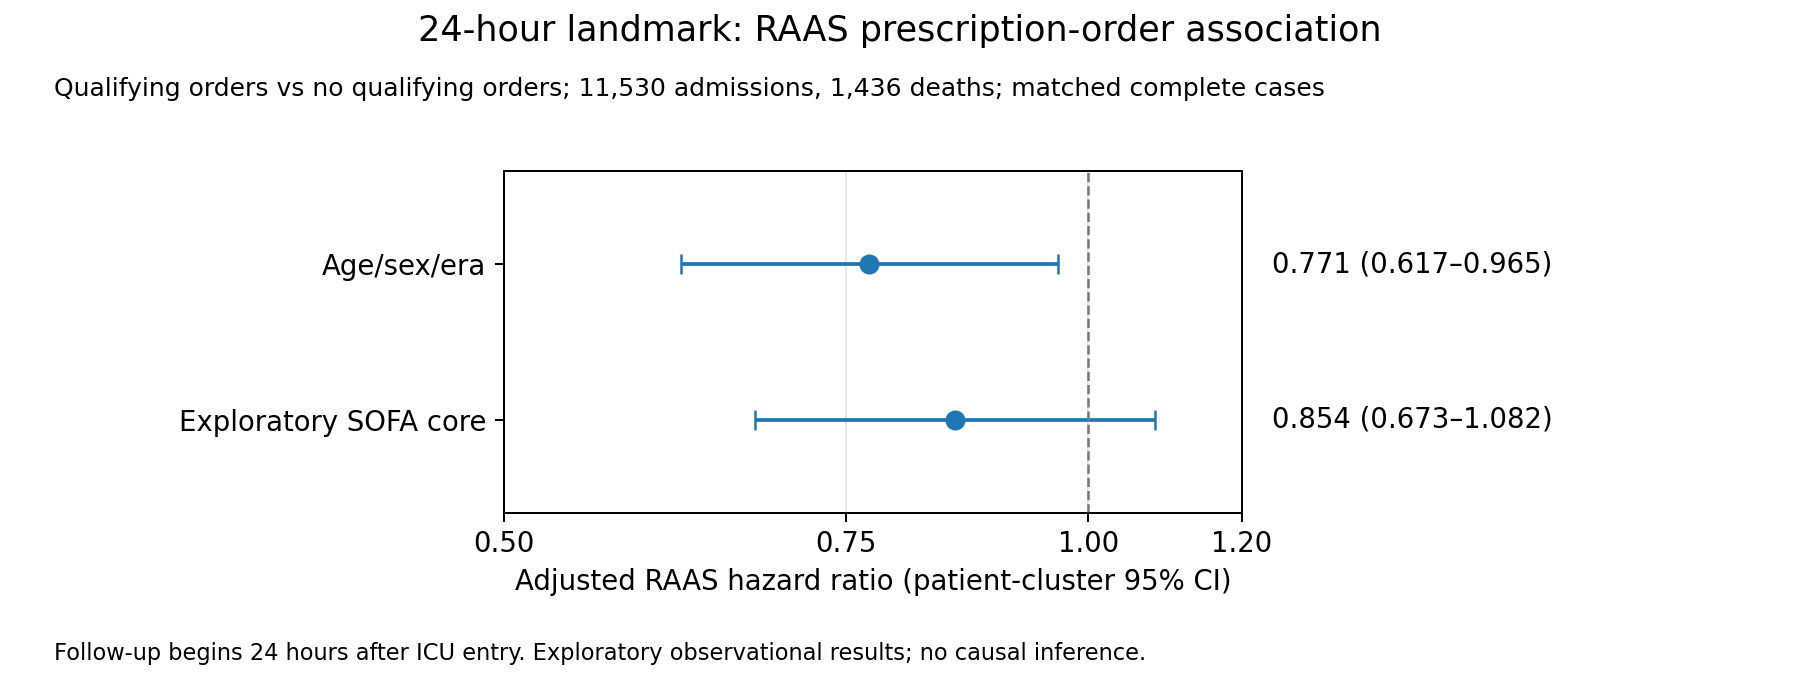 24-hour landmark: RAAS prescription-order association
Qualifying orders vs no qualifying orders; 11,530 admissions, 1,436 deaths; matched complete cases
Age/sex/era
0.771 (0.617–0.965)
Exploratory SOFA core
0.854 (0.673–1.082)
0.50 0.75 1.00 1.20
Adjusted RAAS hazard ratio (patient-cluster 95% CI)
Follow-up begins 24 hours after ICU entry. Exploratory observational results; no causal inference.